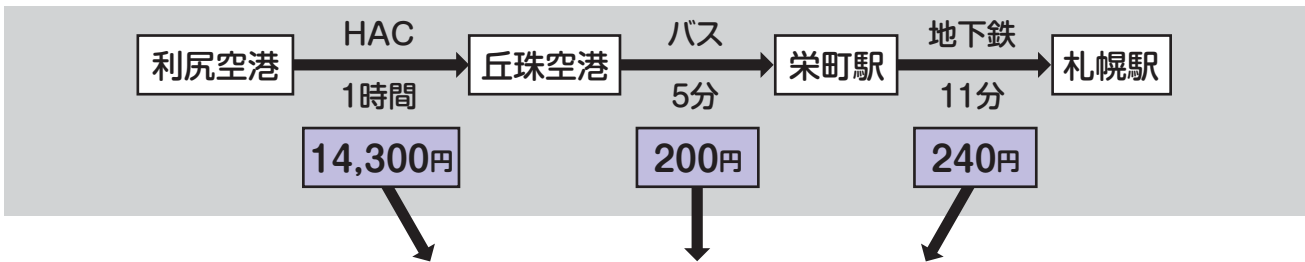 HAC バス 地下鉄
利尻空港 丘珠空港 栄町駅 札幌駅
1時間 5分 11分
14,300円 200円 240円